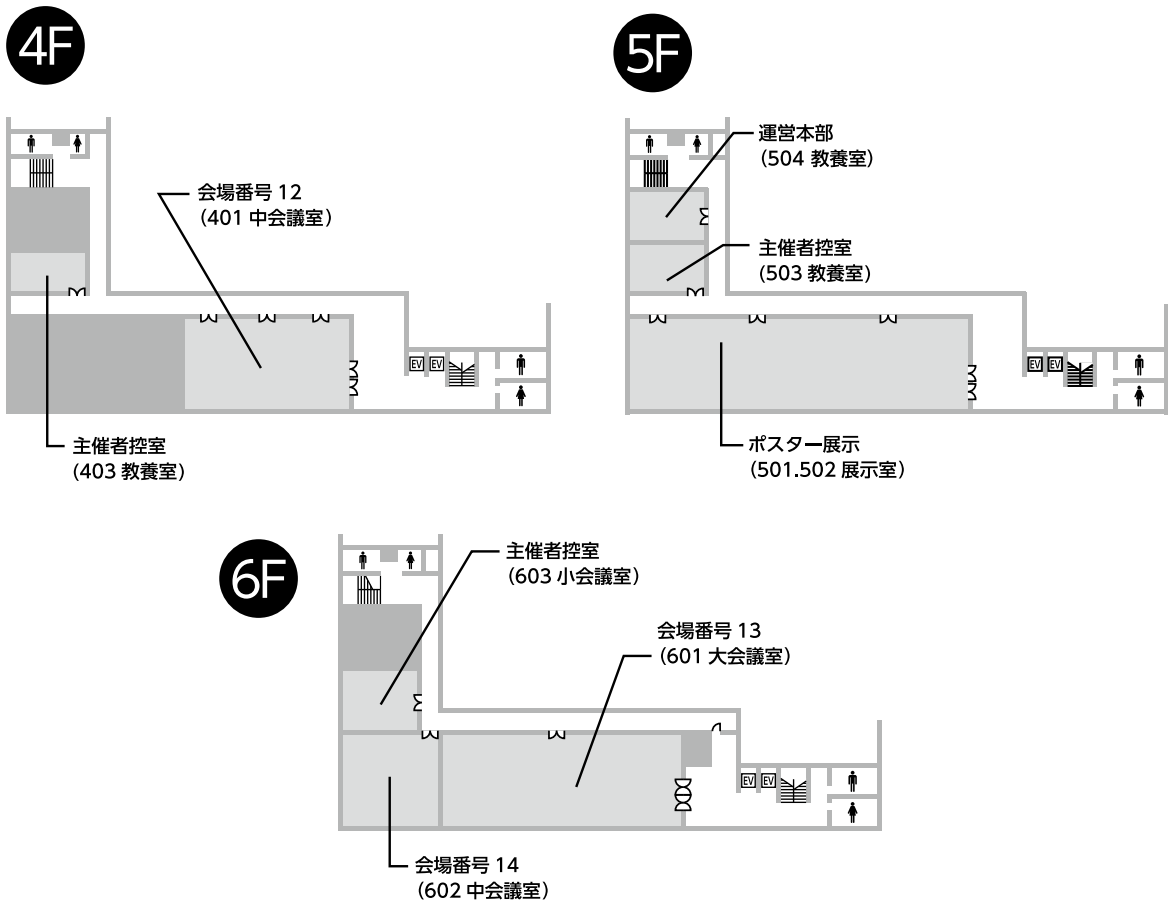 4F
会場番号 12
（401 中会議室）
EV EV
主催者控室
（403 教養室）
5F
運営本部
（504 教養室）
主催者控室
（503 教養室）
EV EV
ポスター展示
（501.502 展示室）
6F
主催者控室
（603 小会議室）
会場番号 13
（601 大会議室）
EV EV
会場番号 14
（602 中会議室）